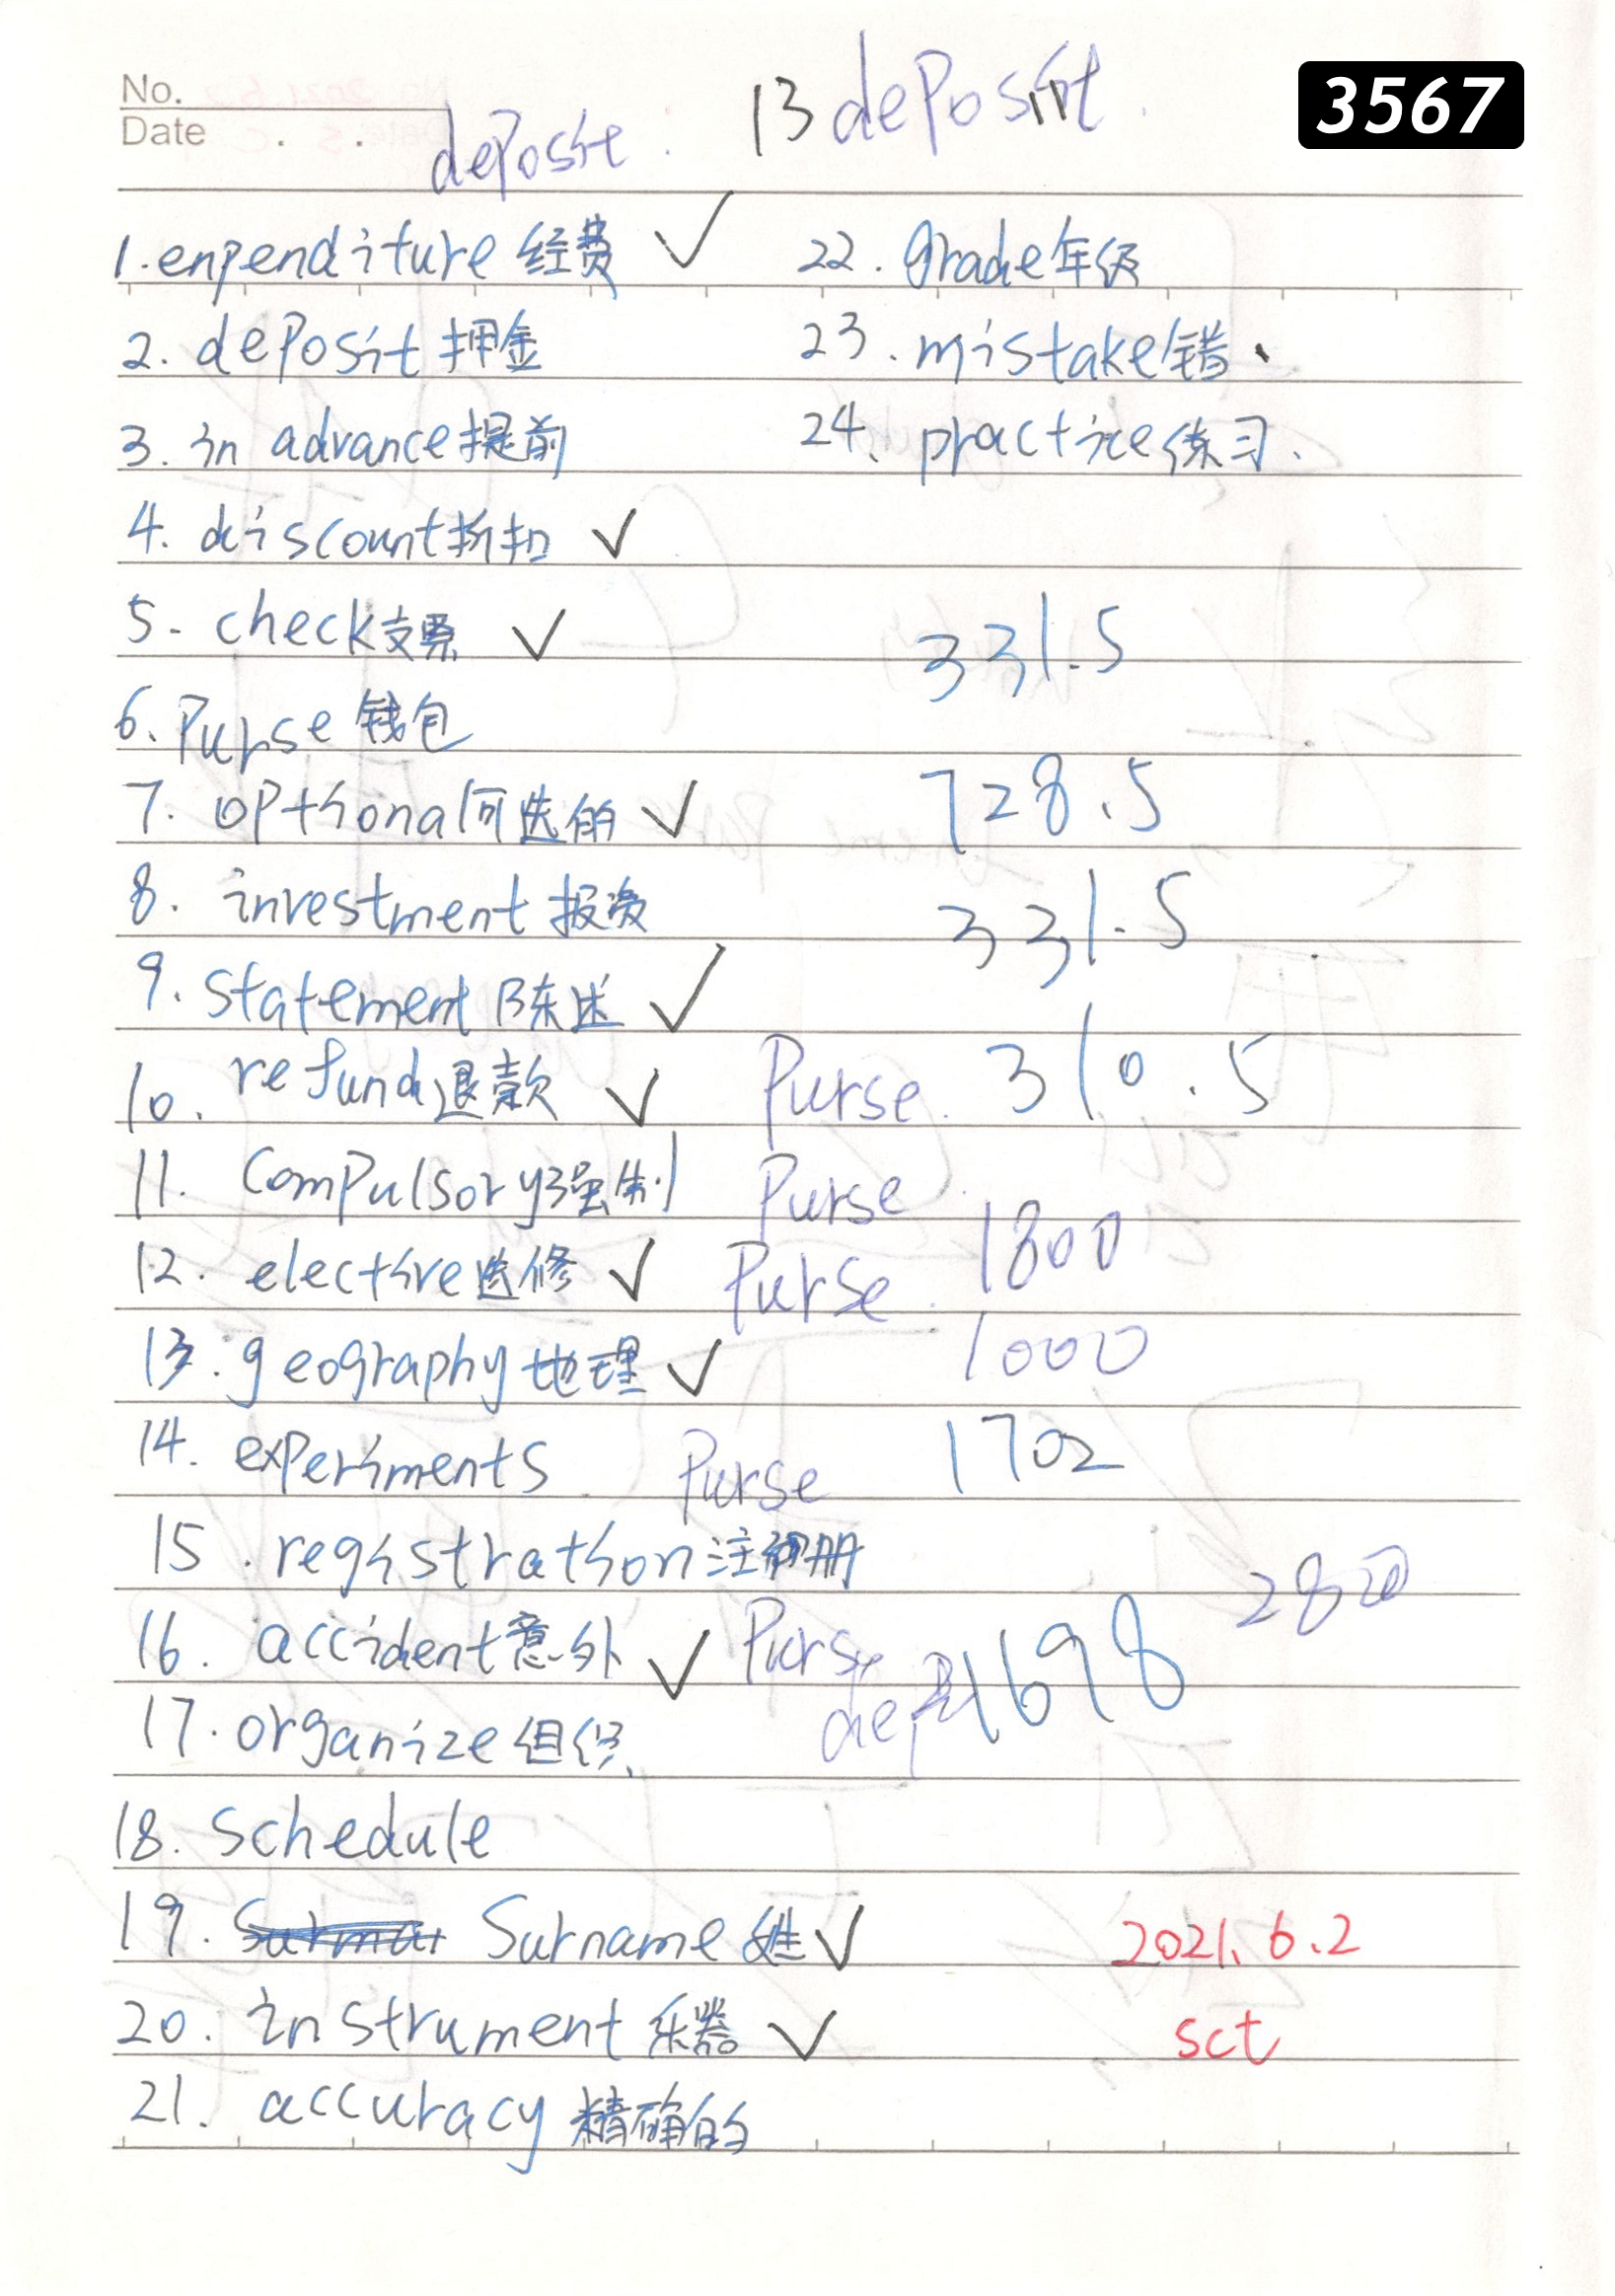 3567
No.
Date
deposit : 13 deposit.
1. enpenditure 经费 ✓
2. deposit 押金
3. in advance 提前
4. discount 折扣 ✓
5. check 支票 ✓
6. Purse 钱包
7. optional 可选的 ✓
8. investment 投资
9. statement 陈述 ✓
10. refund 退款 ✓
11. Compulsory 强制
12. elective 选修 ✓
13. geography 地理 ✓
14. experiments
15. registration 注册
16. accident 意外 ✓
17. organize 组织
18. Schedule
19. Surname 姓 ✓
20. instrument 乐器 ✓
21. accuracy 精确的
22. Grade 年级
23. mistake 错
24. practice 练习.
331.5
728.5
331.5
Purse. 310.5
Purse
Purse. 1800
1000
Purse 1702
2800
Purse 1698
2021.6.2
sct